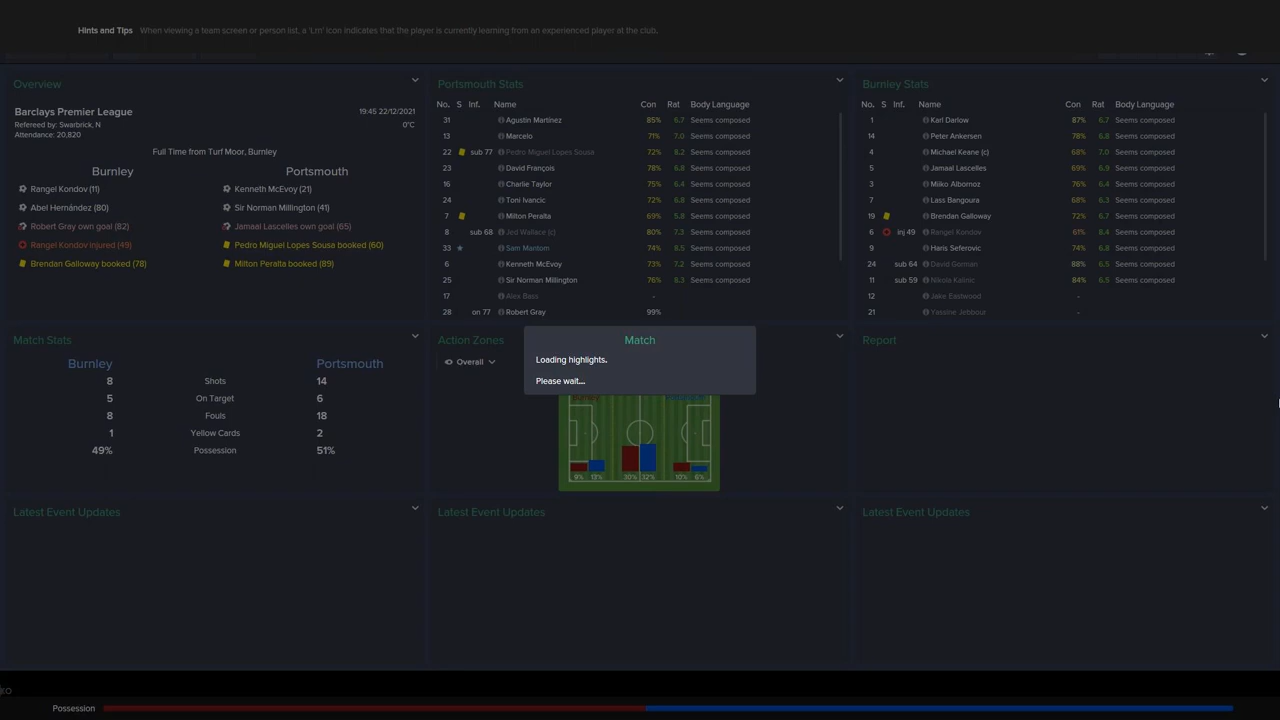 Hints and Tips When viewing a team screen or person list, a 'Lrn' icon indicates that the player is currently learning from an experienced player at the club.
Overview
Barclays Premier League 19:45 22/12/2021
Refereed by: Swarbrick, N 0°C
Attendance: 20,820
Full Time from Turf Moor, Burnley
Burnley Portsmouth
Rangel Kondov (11) Kenneth McEvoy (21)
Abel Hernández (80) Sir Norman Millington (41)
Robert Gray own goal (82) Jamaal Lascelles own goal (65)
Rangel Kondov injured (49) Pedro Miguel Lopes Sousa booked (60)
Brendan Galloway booked (78) Milton Peralta booked (89)
Portsmouth Stats
No. S Inf. Name Con Rat Body Language
31 Agustin Martinez 85% 6.7 Seems composed
13 Marcelo 71% 7.0 Seems composed
22 sub 77 Pedro Miguel Lopes Sousa 72% 6.2 Seems composed
23 David François 78% 6.8 Seems composed
16 Charlie Taylor 75% 6.4 Seems composed
24 Toni Ivancic 72% 6.8 Seems composed
7 Milton Peralta 69% 5.8 Seems composed
8 sub 68 Jed Wallace (c) 80% 7.3 Seems composed
33 Sam Mantom 74% 8.5 Seems composed
6 Kenneth McEvoy 73% 7.2 Seems composed
25 Sir Norman Millington 76% 8.3 Seems composed
17 Alex Bass -
28 on 77 Robert Gray 99%
Burnley Stats
No. S Inf. Name Con Rat Body Language
1 Karl Darlow 87% 6.7 Seems composed
14 Peter Ankersen 78% 6.8 Seems composed
4 Michael Keane (c) 68% 7.0 Seems composed
5 Jamaal Lascelles 69% 6.9 Seems composed
3 Miiko Albornoz 76% 6.4 Seems composed
7 Lass Bangoura 68% 6.3 Seems composed
19 Brendan Galloway 72% 6.7 Seems composed
6 inj 49 Rangel Kondov 61% 8.4 Seems composed
9 Haris Seferovic 74% 6.8 Seems composed
24 sub 64 David Gorman 88% 6.5 Seems composed
11 sub 59 Nikola Kalinic 84% 6.5 Seems composed
12 Jake Eastwood -
21 Yassine Jebbour -
Match Stats
Burnley Portsmouth
8 Shots 14
5 On Target 6
8 Fouls 18
1 Yellow Cards 2
49% Possession 51%
Action Zones
Overall
Match
Loading highlights.
Please wait...
Burnley
9% 13% 30% 32% 10% 6%
Report
Latest Event Updates
Latest Event Updates
Latest Event Updates
Possession